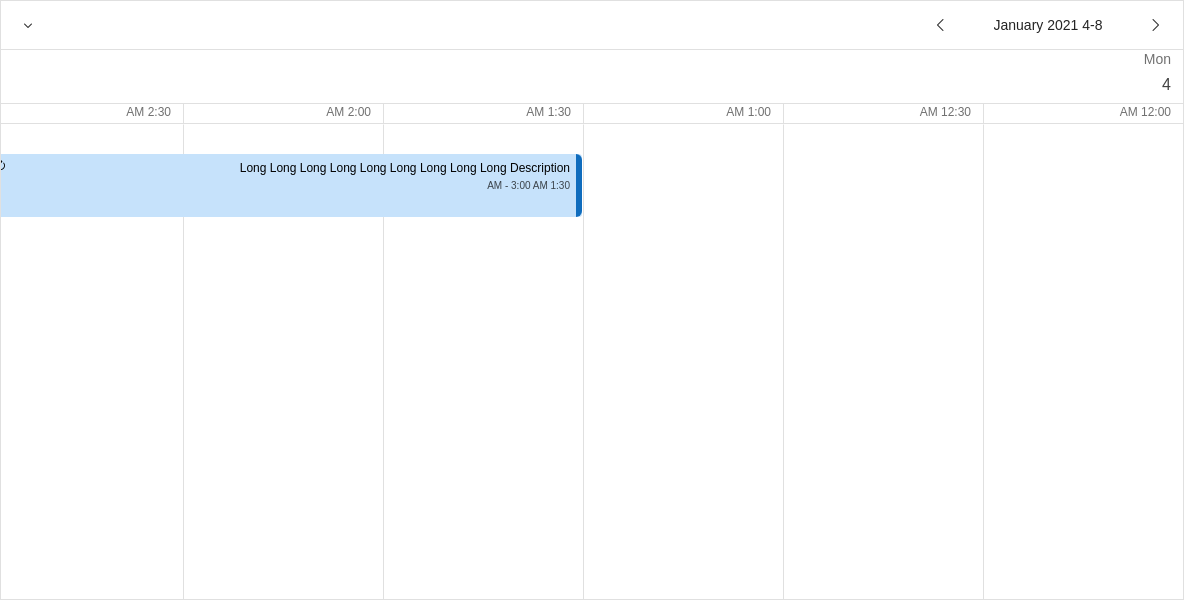 January 2021 4-8
Mon
4
AM 12:00
AM 12:30
AM 1:00
AM 1:30
AM 2:00
AM 2:30
Long Long Long Long Long Long Long Long Long Description
AM - 3:00 AM 1:30